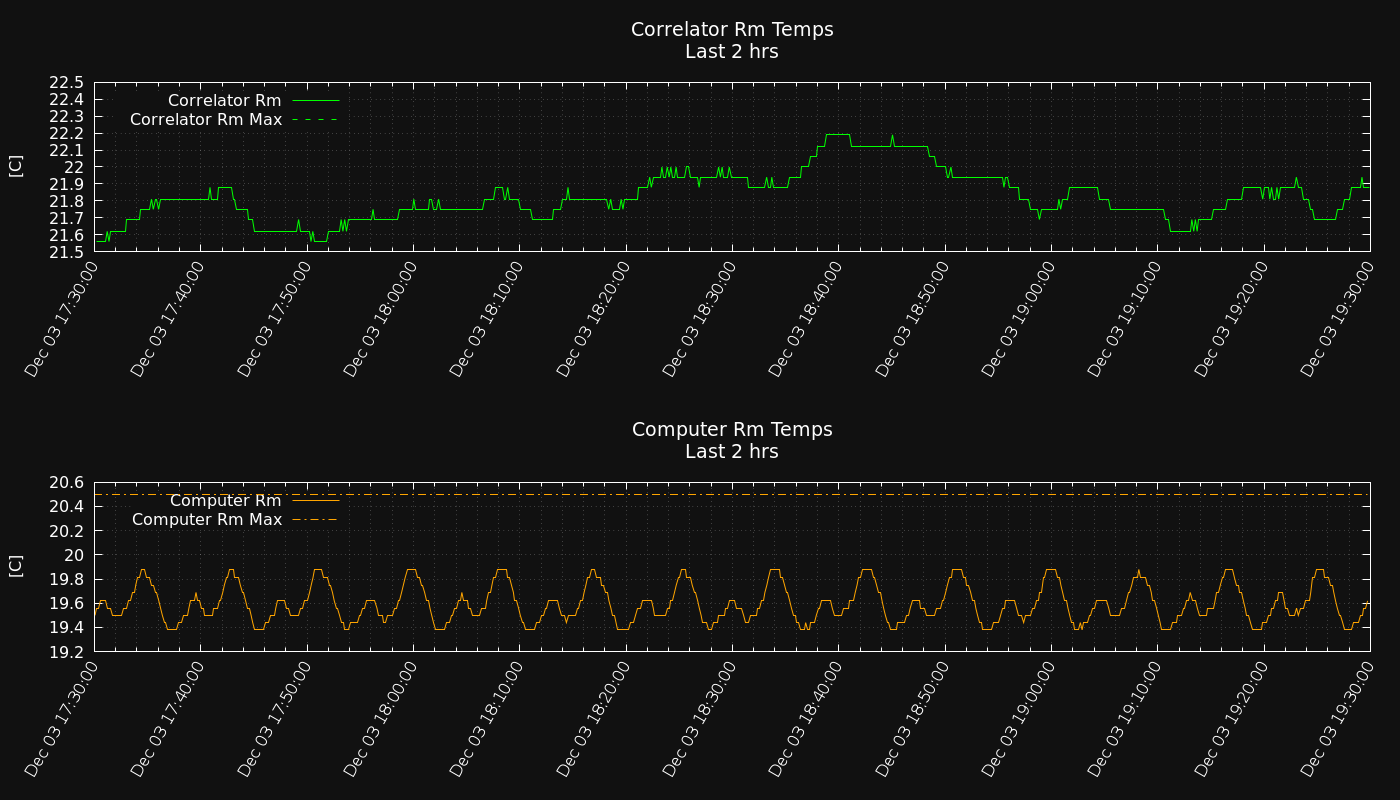 Correlator Rm Temps
Last 2 hrs
[C]
22.5
22.4
22.3
22.2
22.1
22
21.9
21.8
21.7
21.6
21.5
Correlator Rm
Correlator Rm Max
Dec 03 17:30:00
Dec 03 17:40:00
Dec 03 17:50:00
Dec 03 18:00:00
Dec 03 18:10:00
Dec 03 18:20:00
Dec 03 18:30:00
Dec 03 18:40:00
Dec 03 18:50:00
Dec 03 19:00:00
Dec 03 19:10:00
Dec 03 19:20:00
Dec 03 19:30:00
Computer Rm Temps
Last 2 hrs
[C]
20.6
20.4
20.2
20
19.8
19.6
19.4
19.2
Computer Rm
Computer Rm Max
Dec 03 17:30:00
Dec 03 17:40:00
Dec 03 17:50:00
Dec 03 18:00:00
Dec 03 18:10:00
Dec 03 18:20:00
Dec 03 18:30:00
Dec 03 18:40:00
Dec 03 18:50:00
Dec 03 19:00:00
Dec 03 19:10:00
Dec 03 19:20:00
Dec 03 19:30:00